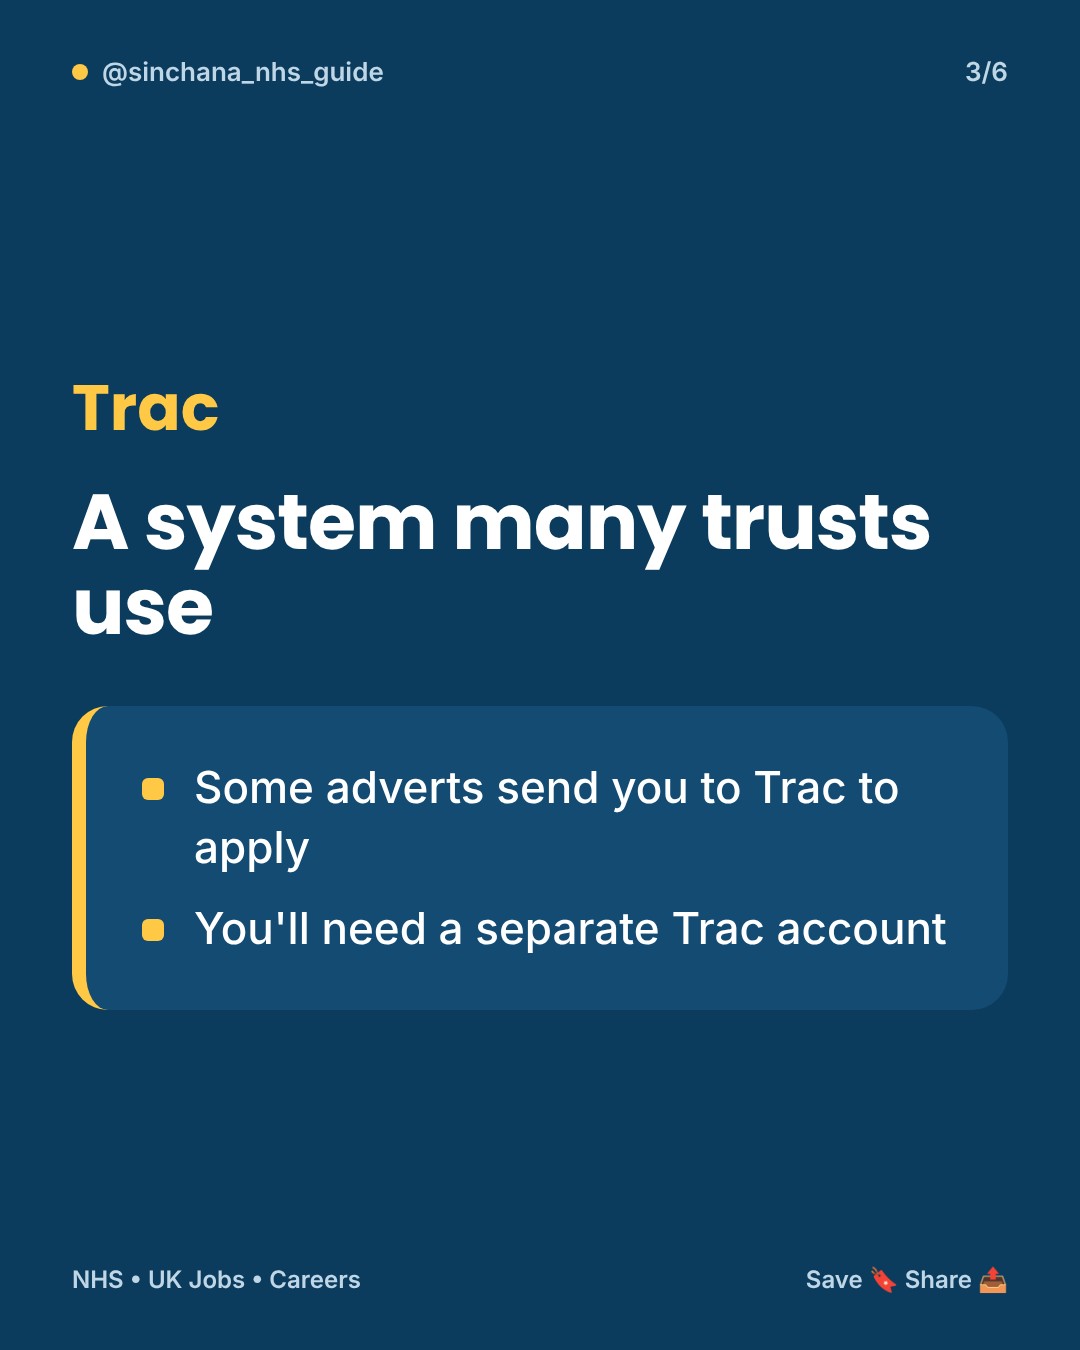 @sinchana_nhs_guide
3/6
Trac
A system many trusts
use
Some adverts send you to Trac to
apply
You'll need a separate Trac account
NHS • UK Jobs • Careers
Save 🔖 Share 📤